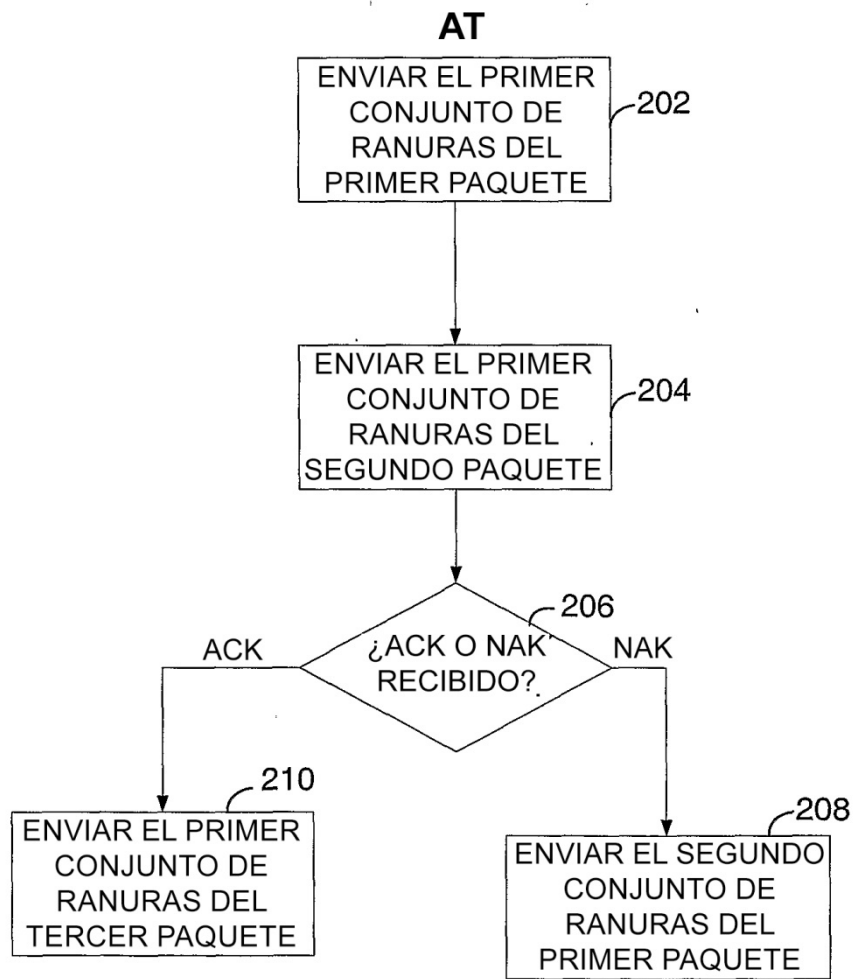 AT
ENVIAR EL PRIMER
CONJUNTO DE
RANURAS DEL
PRIMER PAQUETE
202
ENVIAR EL PRIMER
CONJUNTO DE
RANURAS DEL
SEGUNDO PAQUETE
204
206
¿ACK O NAK
RECIBIDO?
ACK
NAK
210
ENVIAR EL PRIMER
CONJUNTO DE
RANURAS DEL
TERCER PAQUETE
208
ENVIAR EL SEGUNDO
CONJUNTO DE
RANURAS DEL
PRIMER PAQUETE